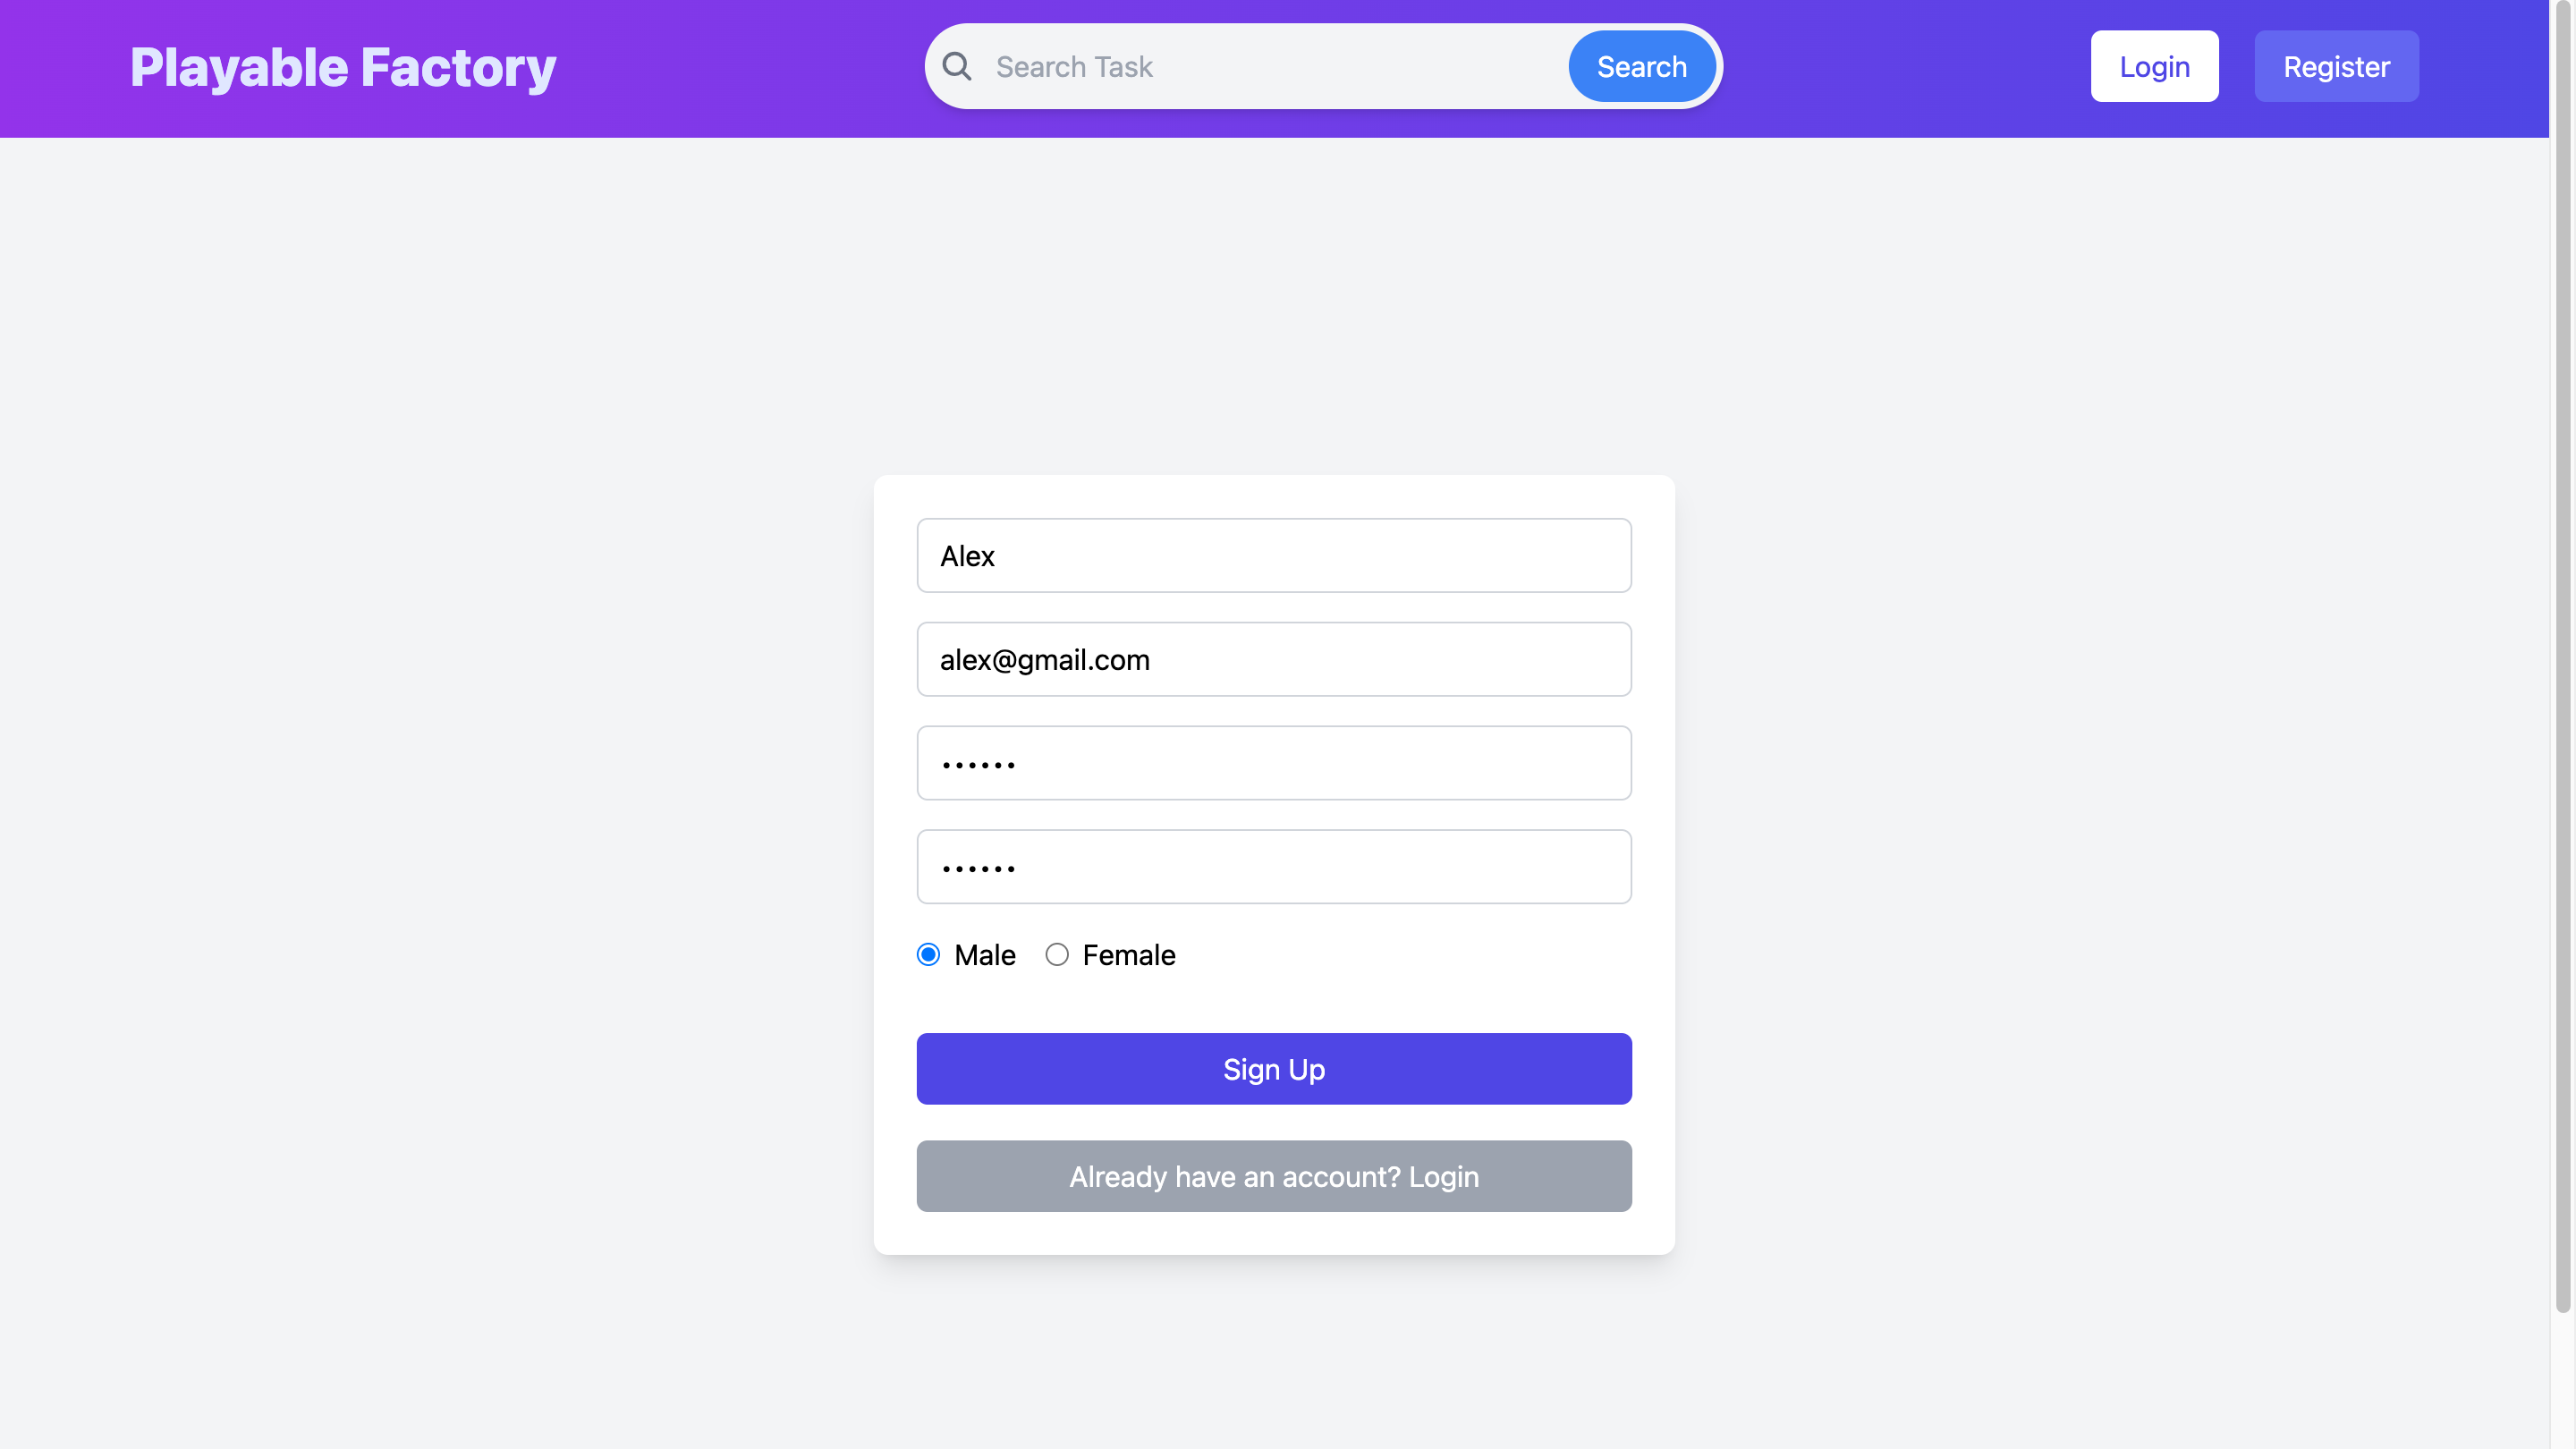 Playable Factory
Search Task
Search
Login
Register
Alex
alex@gmail.com
••••••
••••••
Male
Female
Sign Up
Already have an account? Login